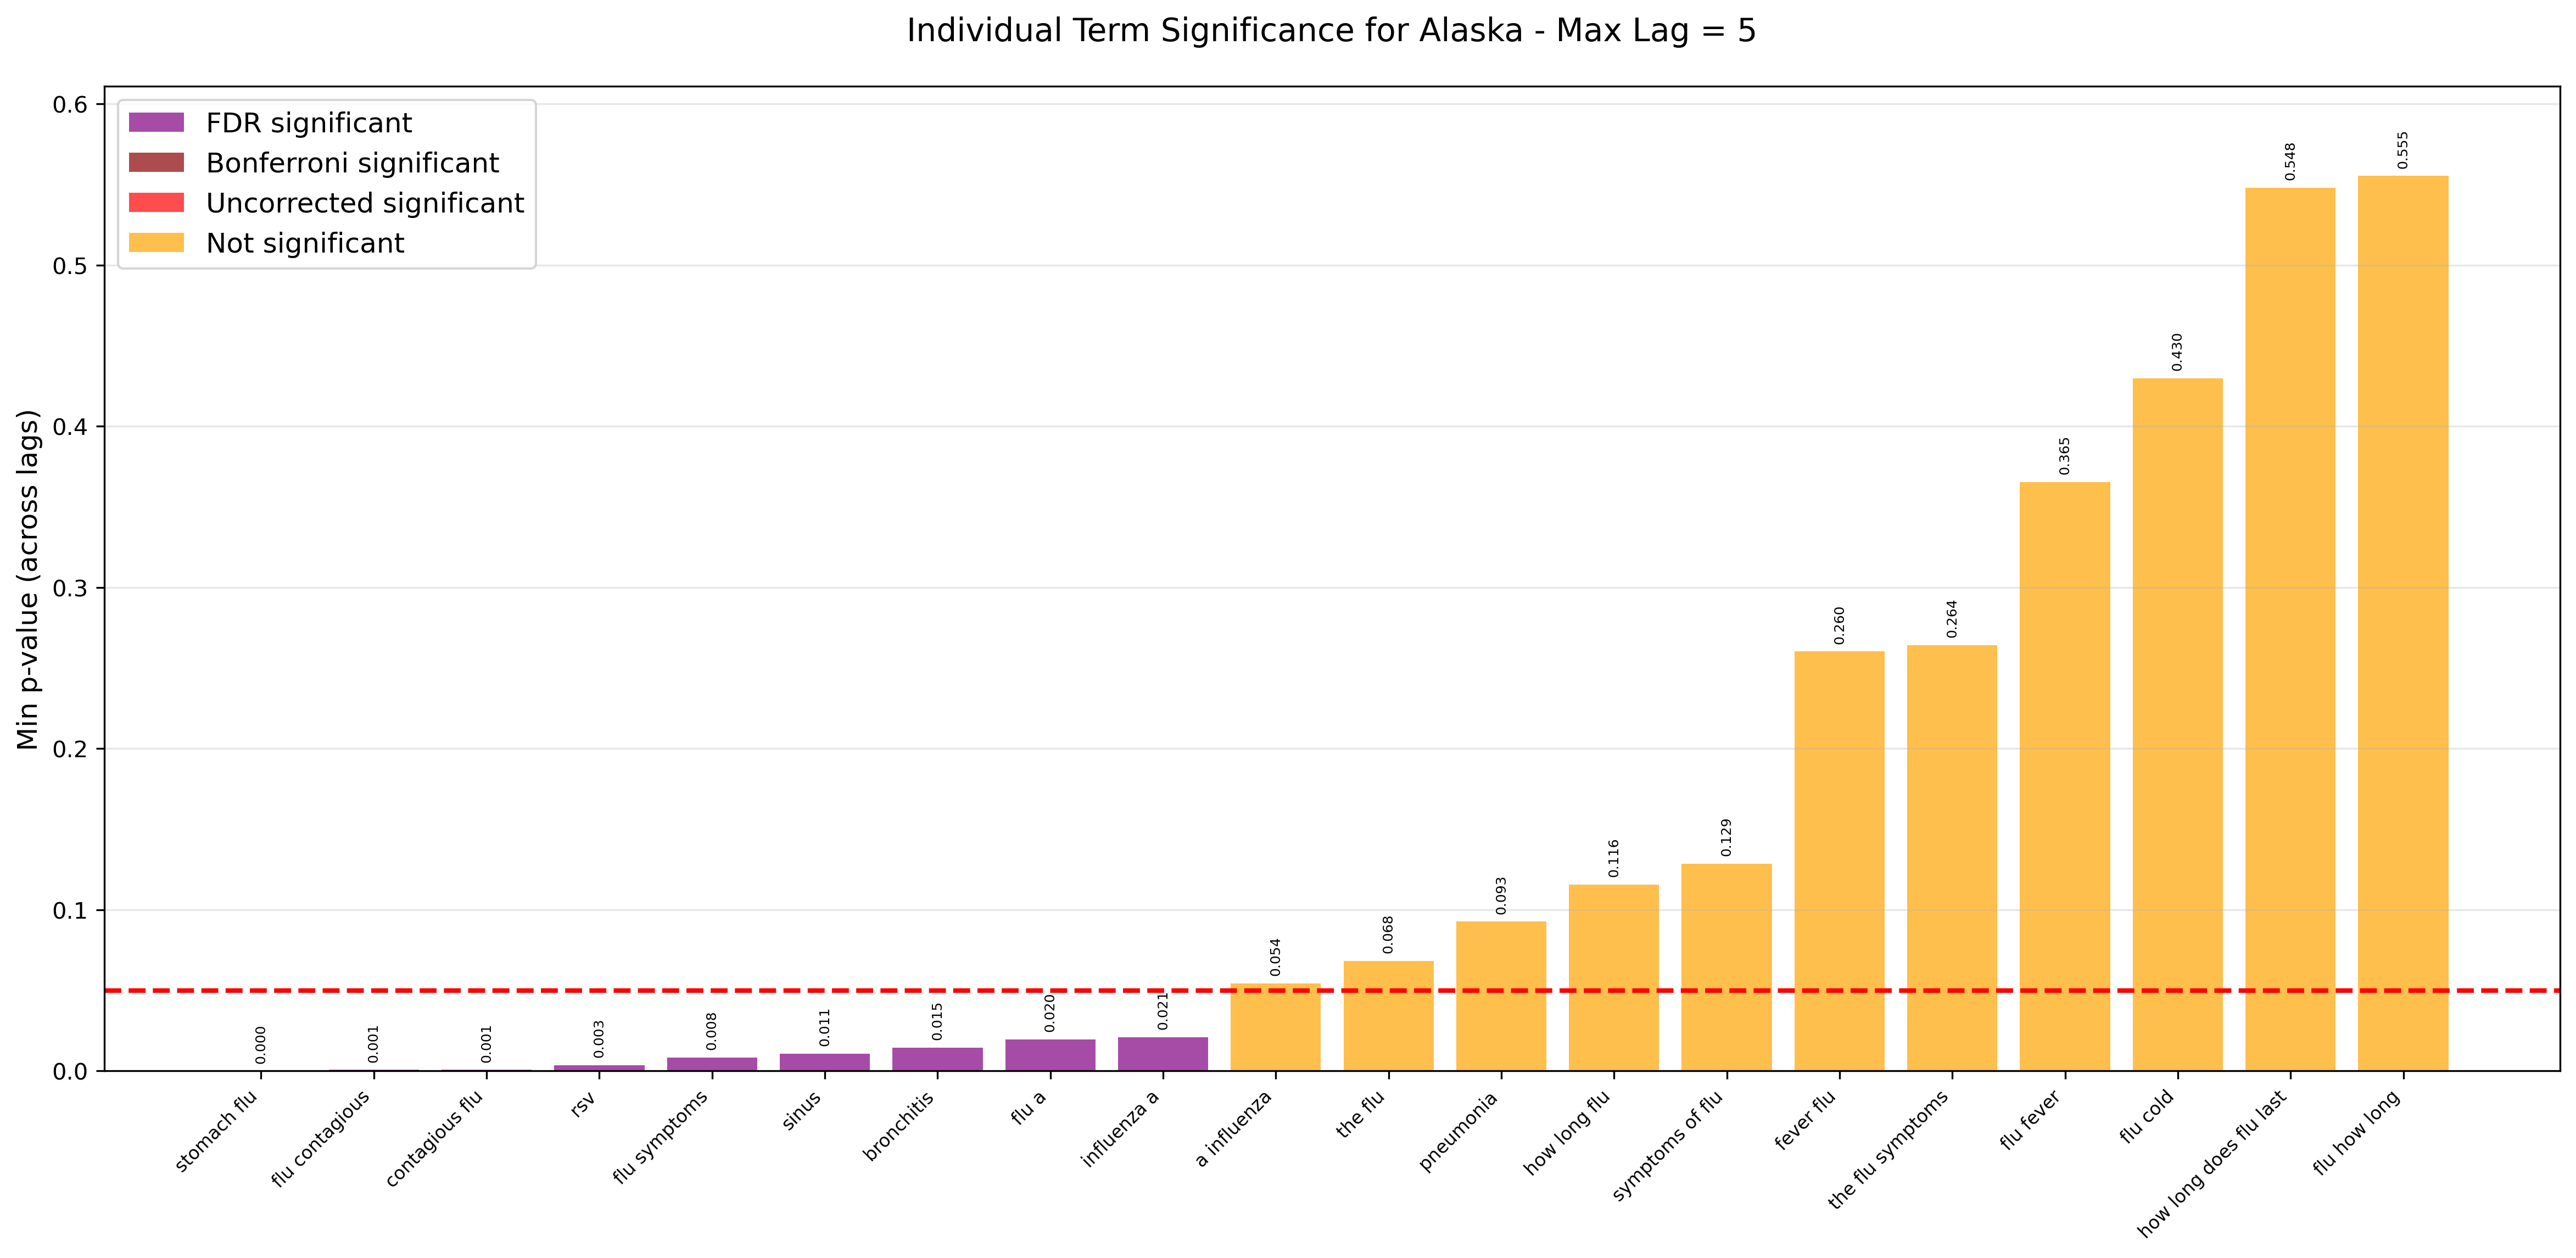 Individual Term Significance for Alaska - Max Lag = 5
FDR significant
Bonferroni significant
Uncorrected significant
Not significant
Min p-value (across lags)
0.6
0.5
0.4
0.3
0.2
0.1
0.0
0.000
0.001
0.001
0.003
0.008
0.011
0.015
0.020
0.021
0.054
0.068
0.093
0.116
0.129
0.260
0.264
0.365
0.430
0.548
0.555
stomach flu
flu contagious
contagious flu
rsv
flu symptoms
sinus
bronchitis
flu a
influenza a
a influenza
the flu
pneumonia
how long flu
symptoms of flu
fever flu
the flu symptoms
flu fever
flu cold
how long does flu last
flu how long